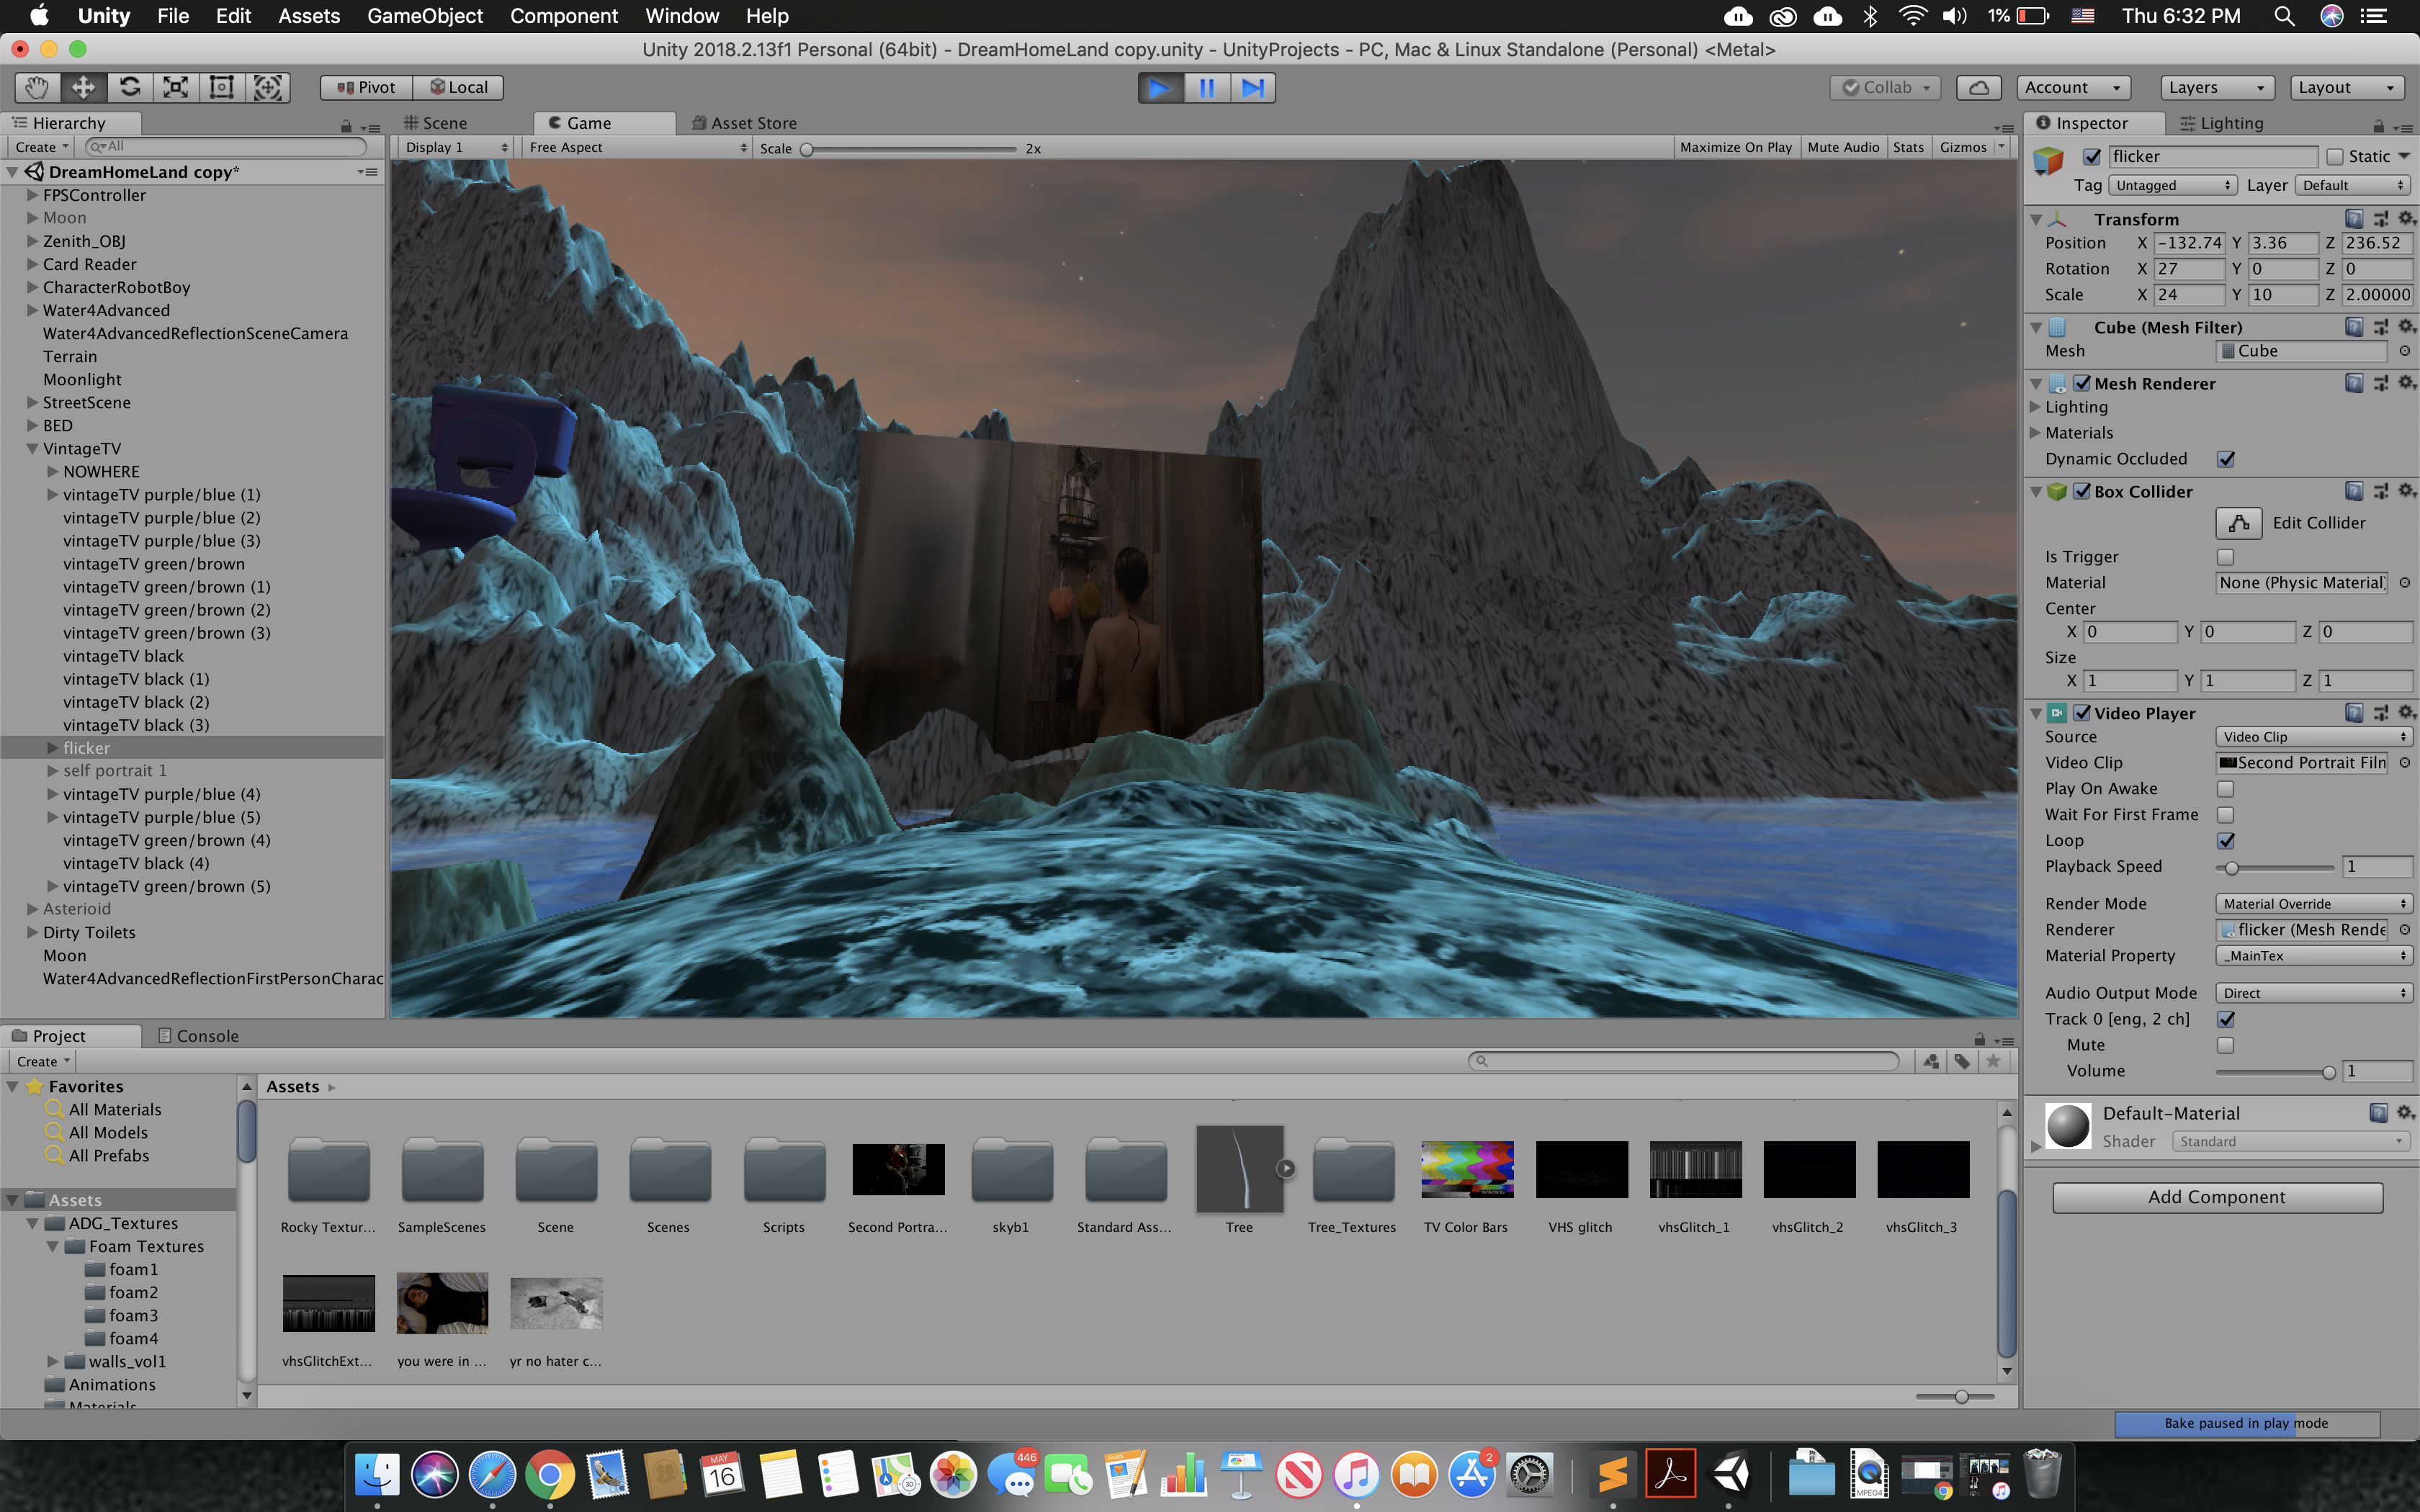 Unity File Edit Assets GameObject Component Window Help 1% Thu 6:32 PM
Unity 2018.2.13f1 Personal (64bit) - DreamHomeLand copy.unity - UnityProjects - PC, Mac & Linux Standalone (Personal) <Metal>
Pivot Local Collab Account Layers Layout
Hierarchy
Create All
DreamHomeLand copy*
FPSController
Moon
Zenith_OBJ
Card Reader
CharacterRobotBoy
Water4Advanced
Water4AdvancedReflectionSceneCamera
Terrain
Moonlight
StreetScene
BED
VintageTV
NOWHERE
vintageTV purple/blue (1)
vintageTV purple/blue (2)
vintageTV purple/blue (3)
vintageTV green/brown
vintageTV green/brown (1)
vintageTV green/brown (2)
vintageTV green/brown (3)
vintageTV black
vintageTV black (1)
vintageTV black (2)
vintageTV black (3)
flicker
self portrait 1
vintageTV purple/blue (4)
vintageTV purple/blue (5)
vintageTV green/brown (4)
vintageTV black (4)
vintageTV green/brown (5)
Asterioid
Dirty Toilets
Moon
Water4AdvancedReflectionFirstPersonCharac
Scene Game Asset Store
Display 1 Free Aspect Scale 2x Maximize On Play Mute Audio Stats Gizmos
Inspector Lighting
flicker Static
Tag Untagged Layer Default
Transform
Position X -132.74 Y 3.36 Z 236.52
Rotation X 27 Y 0 Z 0
Scale X 24 Y 10 Z 2.00000
Cube (Mesh Filter)
Mesh Cube
Mesh Renderer
Lighting
Materials
Dynamic Occluded
Box Collider
Edit Collider
Is Trigger
Material None (Physic Material)
Center
X 0 Y 0 Z 0
Size
X 1 Y 1 Z 1
Video Player
Source Video Clip
Video Clip Second Portrait Film
Play On Awake
Wait For First Frame
Loop
Playback Speed 1
Render Mode Material Override
Renderer flicker (Mesh Rende
Material Property _MainTex
Audio Output Mode Direct
Track 0 [eng, 2 ch]
Mute
Volume 1
Default-Material
Shader Standard
Add Component
Project Console
Create
Favorites
All Materials
All Models
All Prefabs
Assets
ADG_Textures
Foam Textures
foam1
foam2
foam3
foam4
walls_vol1
Animations
Materials
Assets
Rocky Textur... SampleScenes Scene Scenes Scripts Second Portra... skyb1 Standard Ass... Tree Tree_Textures TV Color Bars VHS glitch vhsGlitch_1 vhsGlitch_2 vhsGlitch_3
vhsGlitchExt... you were in ... yr no hater c...
Bake paused in play mode
MAY
16
446
2
MPEG4